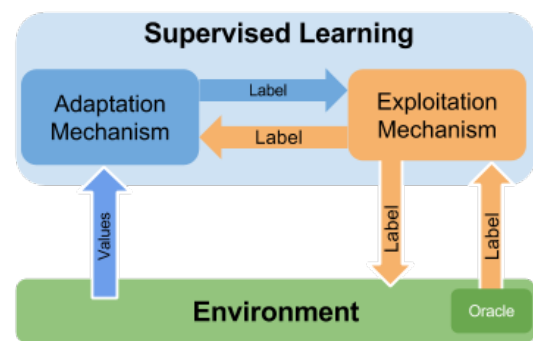 Supervised Learning
Adaptation
Mechanism
Label
Label
Exploitation
Mechanism
Values
Label
Label
Environment
Oracle